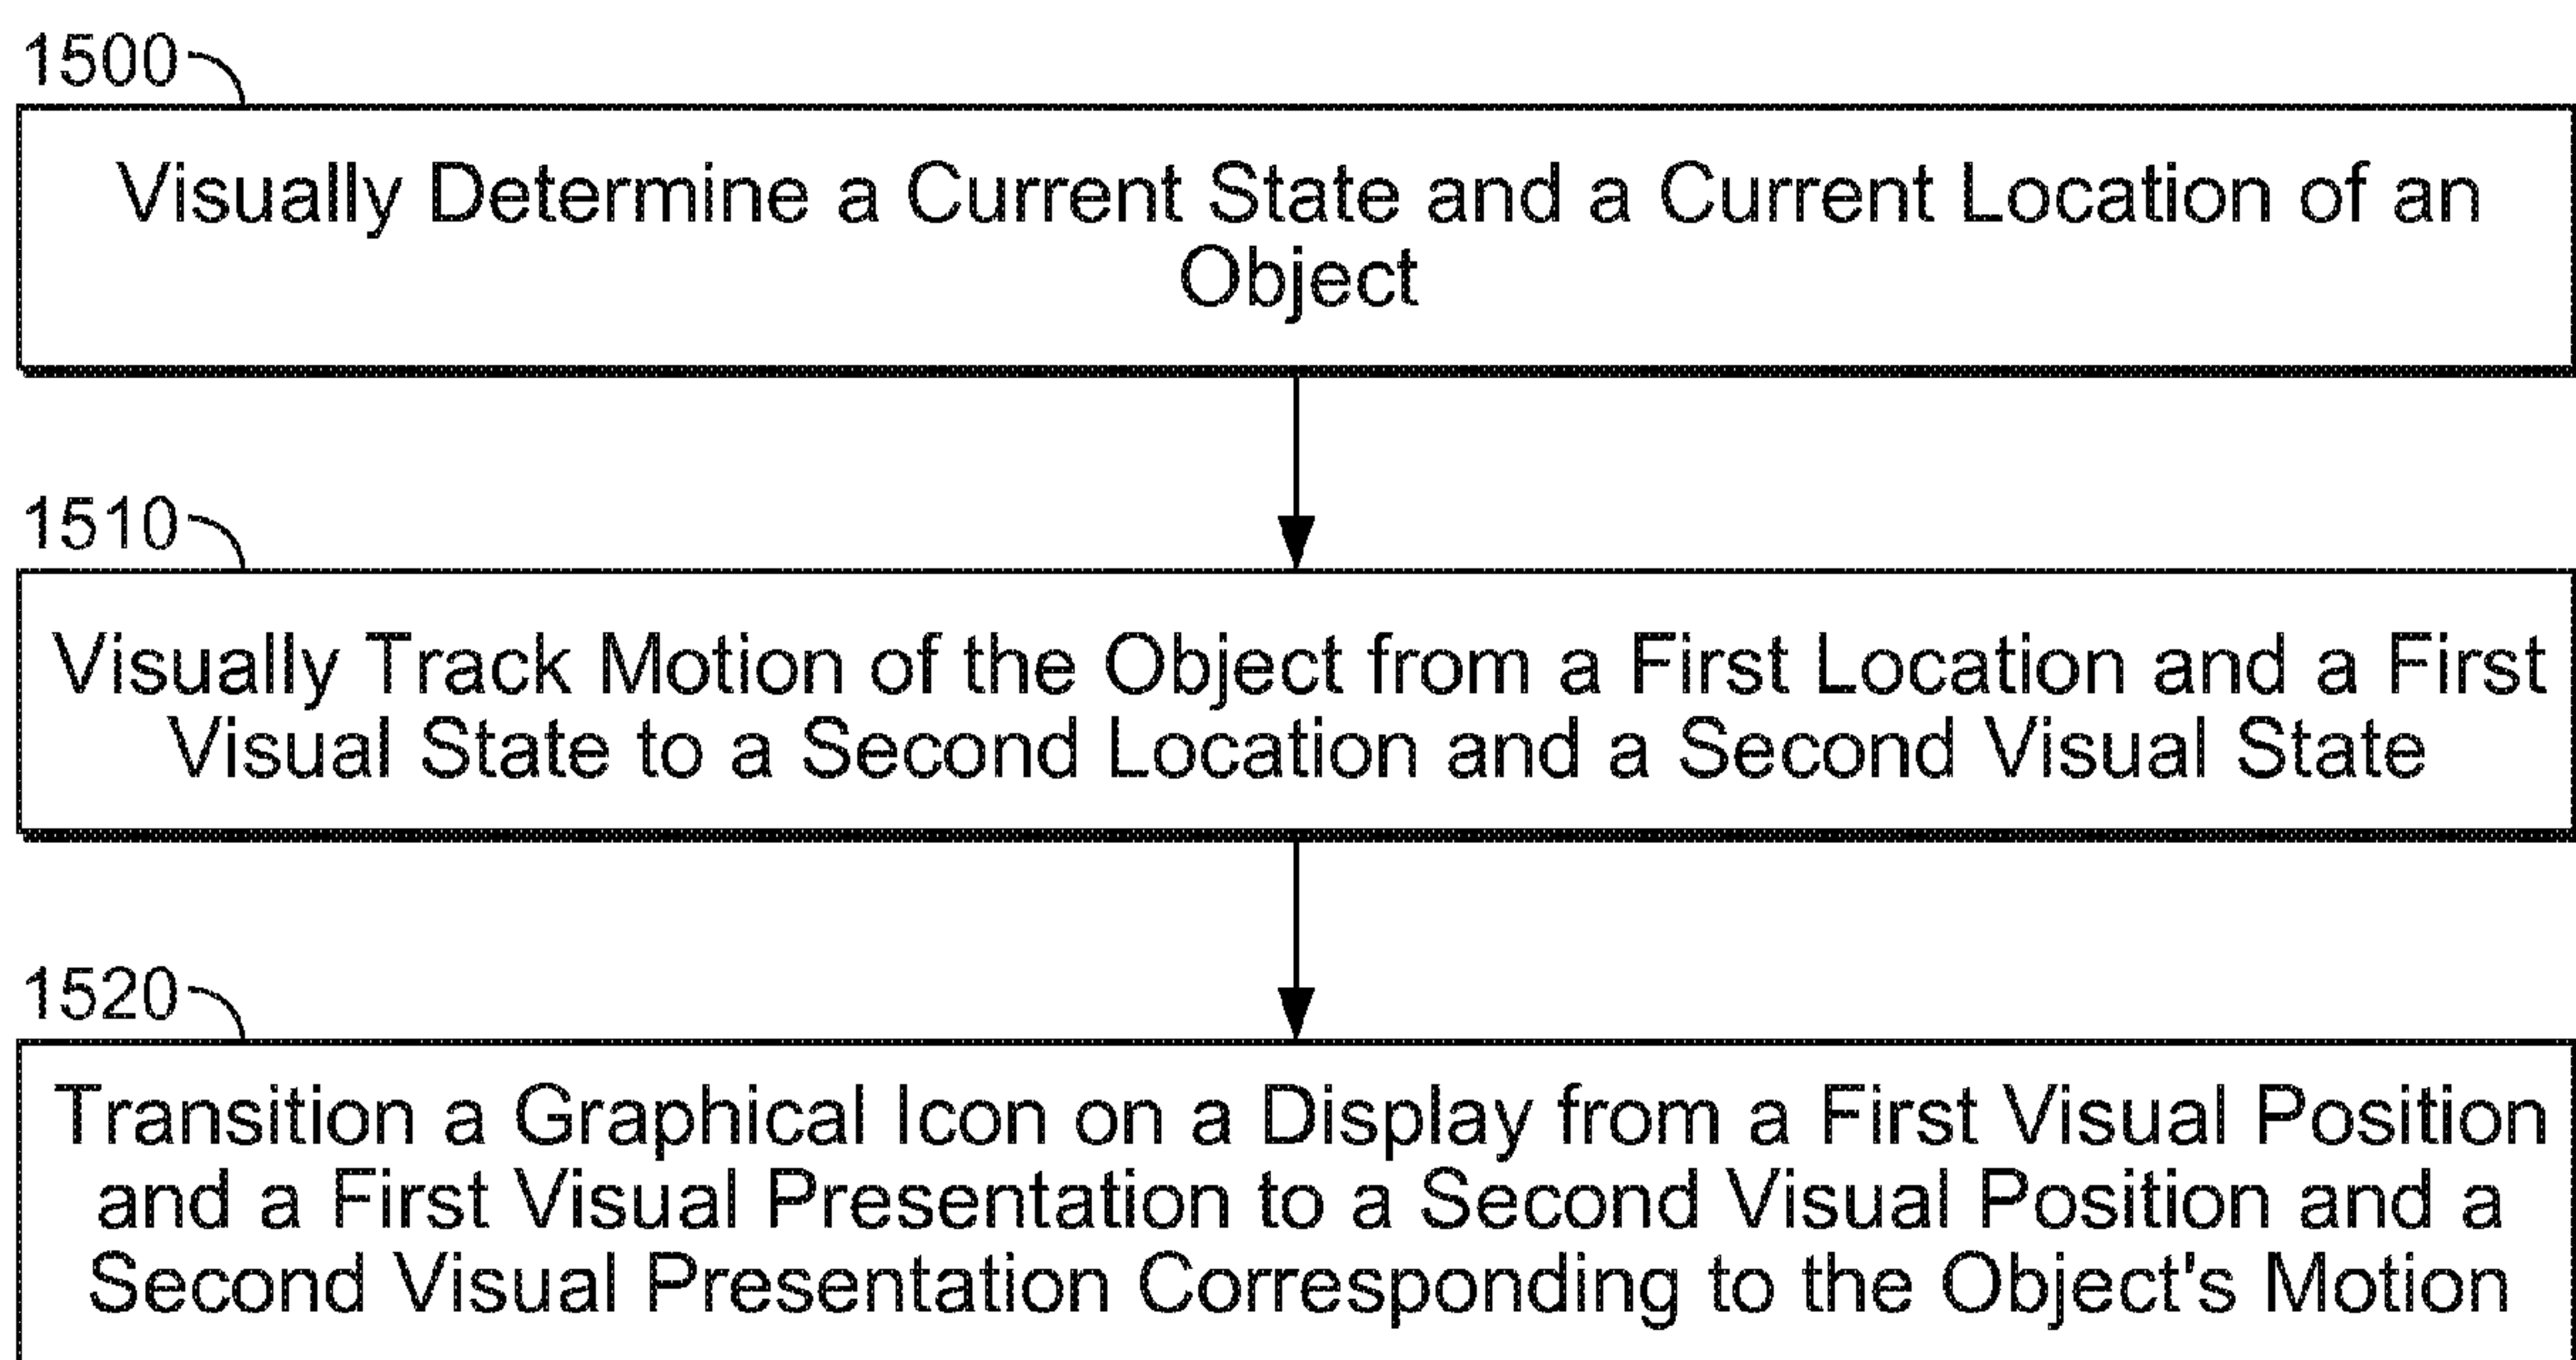 1500
Visually Determine a Current State and a Current Location of an
Object
1510
Visually Track Motion of the Object from a First Location and a First
Visual State to a Second Location and a Second Visual State
1520
Transition a Graphical Icon on a Display from a First Visual Position
and a First Visual Presentation to a Second Visual Position and a
Second Visual Presentation Corresponding to the Object's Motion